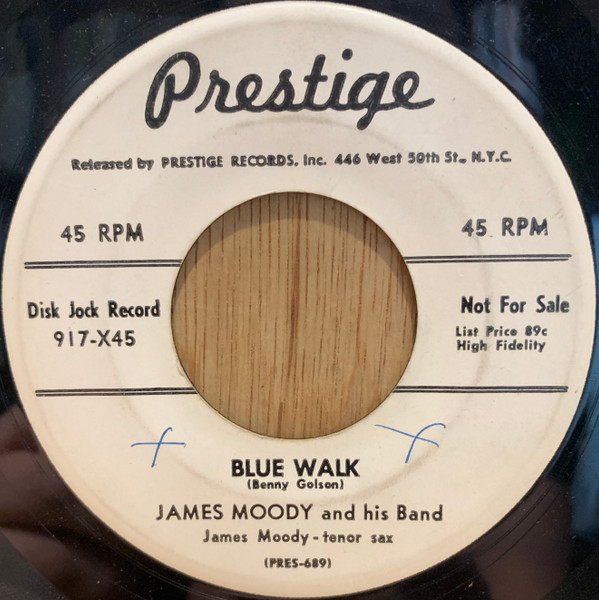 Prestige
Released by PRESTIGE RECORDS, Inc. 446 West 50th St., N.Y.C.
45 RPM
45 RPM
Disk Jock Record
917-X45
Not For Sale
List Price 89c
High Fidelity
BLUE WALK
(Benny Golson)
JAMES MOODY and his Band
James Moody - tenor sax
(PRES-689)